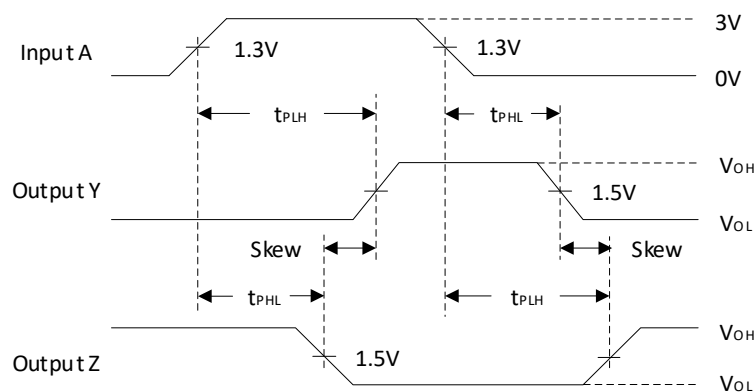 3V
Input A
1.3V
1.3V
0V
tPLH
tPHL
VOH
Output Y
1.5V
VOL
Skew
Skew
tPHL
tPLH
VOH
Output Z
1.5V
VOL